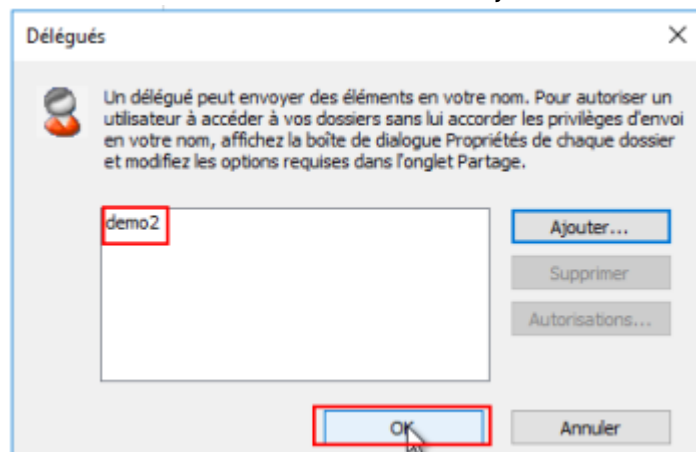 Délégués
Un délégué peut envoyer des éléments en votre nom. Pour autoriser un
utilisateur à accéder à vos dossiers sans lui accorder les privilèges d'envoi
en votre nom, affichez la boîte de dialogue Propriétés de chaque dossier
et modifiez les options requises dans l'onglet Partage.
demo2
Ajouter...
Supprimer
Autorisations...
OK
Annuler